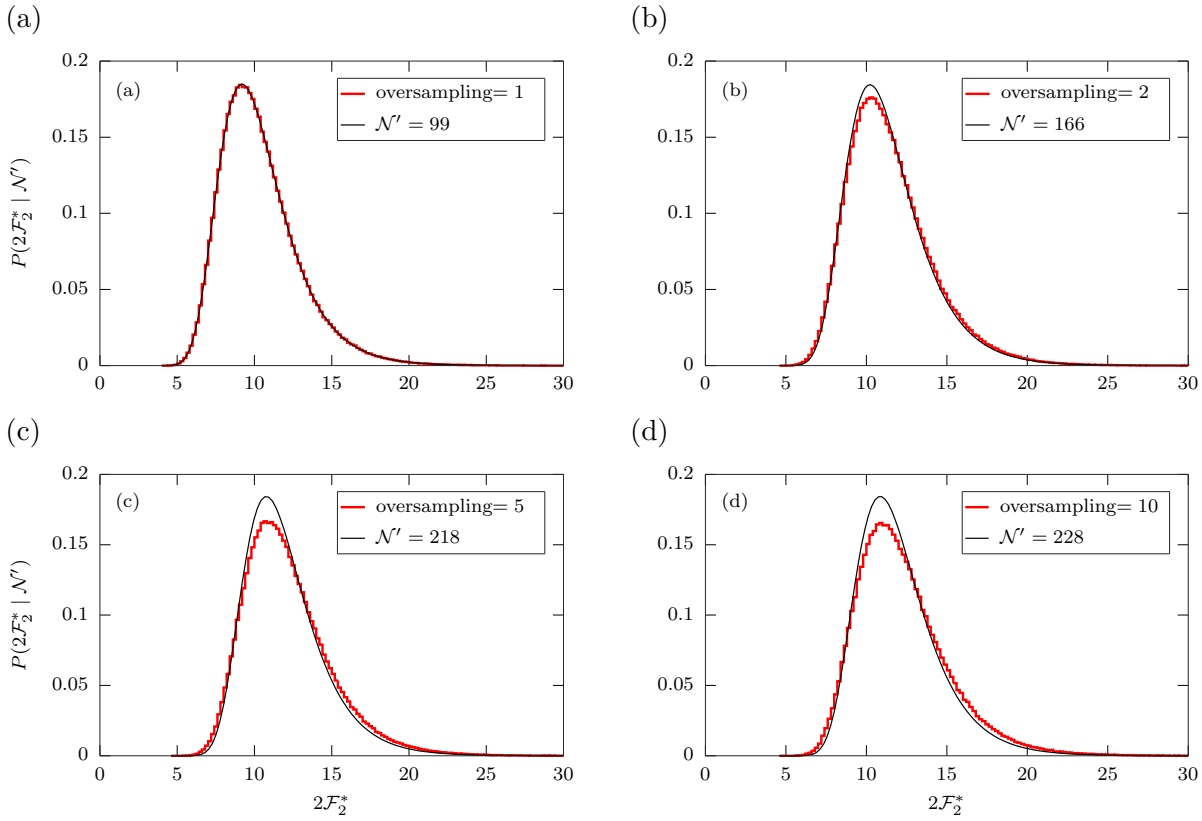 (a)
(b)
0.2
0.15
0.1
0.05
0
0 5 10 15 20 25 30
P(2ℱ₂* | 𝒩′)
(a)
oversampling= 1
𝒩′ = 99
0.2
0.15
0.1
0.05
0
0 5 10 15 20 25 30
(b)
oversampling= 2
𝒩′ = 166
(c)
(d)
0.2
0.15
0.1
0.05
0
0 5 10 15 20 25 30
P(2ℱ₂* | 𝒩′)
2ℱ₂*
(c)
oversampling= 5
𝒩′ = 218
0.2
0.15
0.1
0.05
0
0 5 10 15 20 25 30
2ℱ₂*
(d)
oversampling= 10
𝒩′ = 228